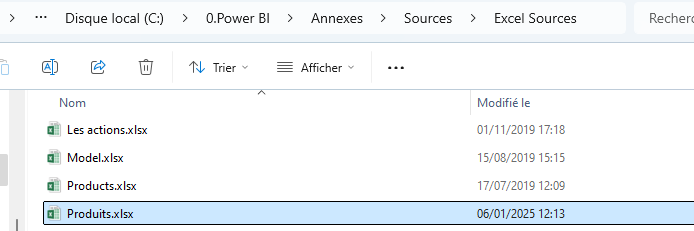 Disque local (C:) 0.Power BI Annexes Sources Excel Sources Recher
Trier Afficher
Nom Modifié le
Les actions.xlsx 01/11/2019 17:18
Model.xlsx 15/08/2019 15:15
Products.xlsx 17/07/2019 12:09
Produits.xlsx 06/01/2025 12:13